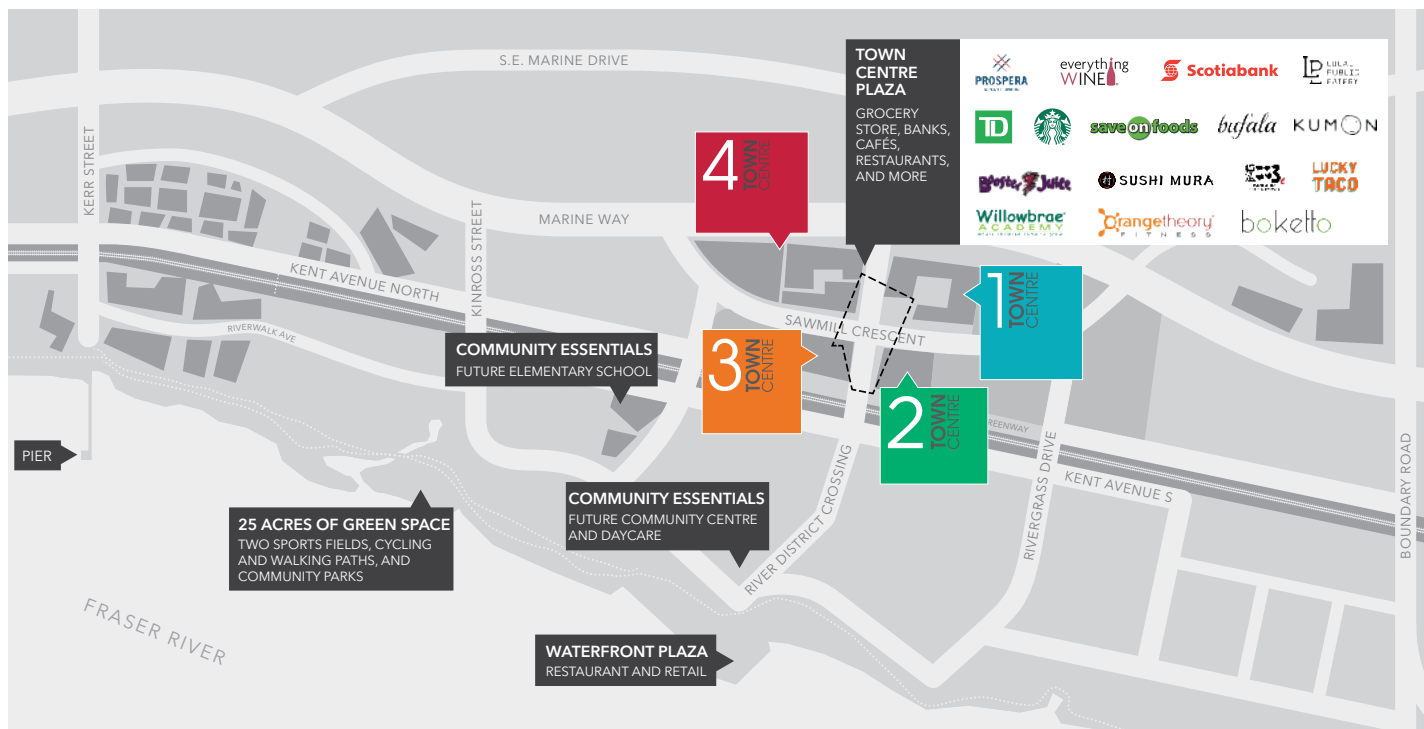 S.E. MARINE DRIVE
KERR STREET
MARINE WAY
KINROSS STREET
KENT AVENUE NORTH
RIVERWALK AVE
SAWMILL CRESCENT
TOWN
CENTRE
PLAZA
GROCERY
STORE, BANKS,
CAFÉS,
RESTAURANTS,
AND MORE
PROSPERA
everything
WINE
Scotiabank
LP
LOCAL
PUBLIC
EATERY
TD
save on foods
bufala
KUMON
Booster Juice
SUSHI MURA
LUCKY
TACO
Willowbrae
ACADEMY
Orangetheory
FITNESS
boketto
4 TOWN
CENTRE
1 TOWN
CENTRE
3 TOWN
CENTRE
2 TOWN
CENTRE
COMMUNITY ESSENTIALS
FUTURE ELEMENTARY SCHOOL
PIER
25 ACRES OF GREEN SPACE
TWO SPORTS FIELDS, CYCLING
AND WALKING PATHS, AND
COMMUNITY PARKS
COMMUNITY ESSENTIALS
FUTURE COMMUNITY CENTRE
AND DAYCARE
RIVER DISTRICT CROSSING
RIVERGRASS DRIVE
KENT AVENUE S
BOUNDARY ROAD
FRASER RIVER
WATERFRONT PLAZA
RESTAURANT AND RETAIL